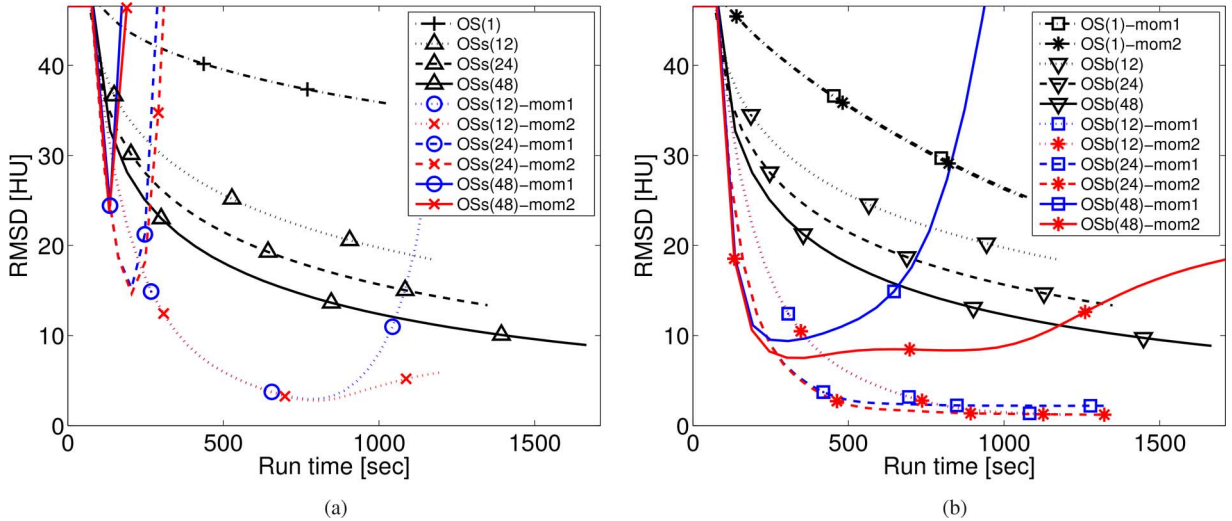 OS(1)
OSs(12)
OSs(24)
OSs(48)
OSs(12)−mom1
OSs(12)−mom2
OSs(24)−mom1
OSs(24)−mom2
OSs(48)−mom1
OSs(48)−mom2
40
30
20
10
0
RMSD [HU]
0 500 1000 1500
Run time [sec]
(a)
OS(1)−mom1
OS(1)−mom2
OSb(12)
OSb(24)
OSb(48)
OSb(12)−mom1
OSb(12)−mom2
OSb(24)−mom1
OSb(24)−mom2
OSb(48)−mom1
OSb(48)−mom2
40
30
20
10
0
RMSD [HU]
0 500 1000 1500
Run time [sec]
(b)